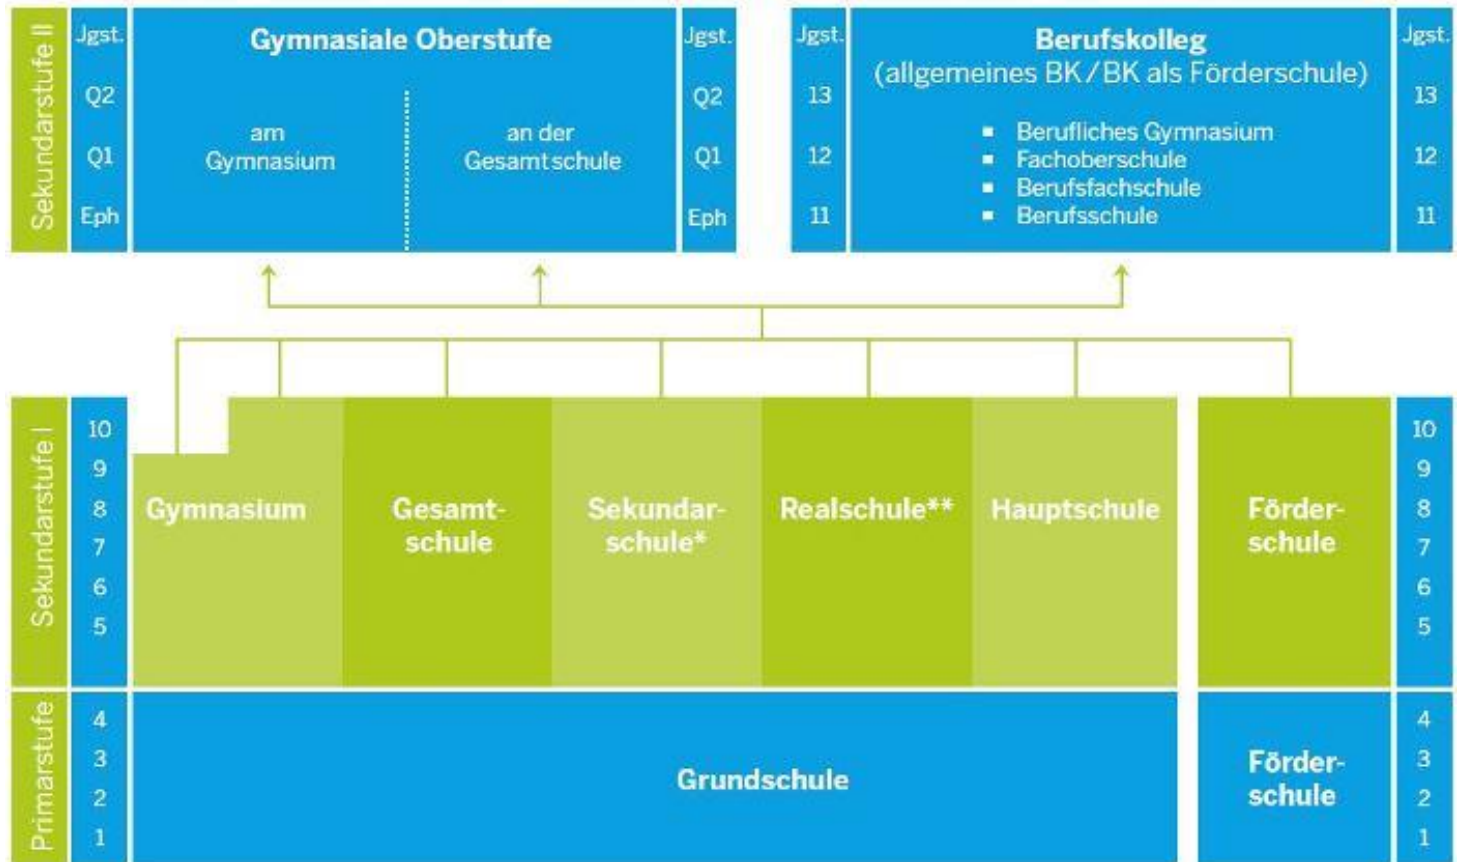 Sekundarstufe II
Jgst.
Q2
Q1
Eph
Gymnasiale Oberstufe
am
Gymnasium
an der
Gesamtschule
Jgst.
Q2
Q1
Eph
Jgst.
13
12
11
Berufskolleg
(allgemeines BK/BK als Förderschule)
▪ Berufliches Gymnasium
▪ Fachoberschule
▪ Berufsfachschule
▪ Berufsschule
Jgst.
13
12
11
Sekundarstufe I
10
9
8
7
6
5
Gymnasium
Gesamt-
schule
Sekundar-
schule*
Realschule**
Hauptschule
Förder-
schule
10
9
8
7
6
5
Primarstufe
4
3
2
1
Grundschule
Förder-
schule
4
3
2
1